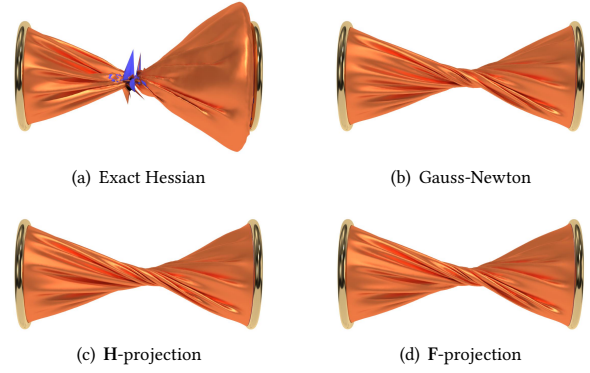 (a) Exact Hessian
(b) Gauss-Newton
(c) H-projection
(d) F-projection